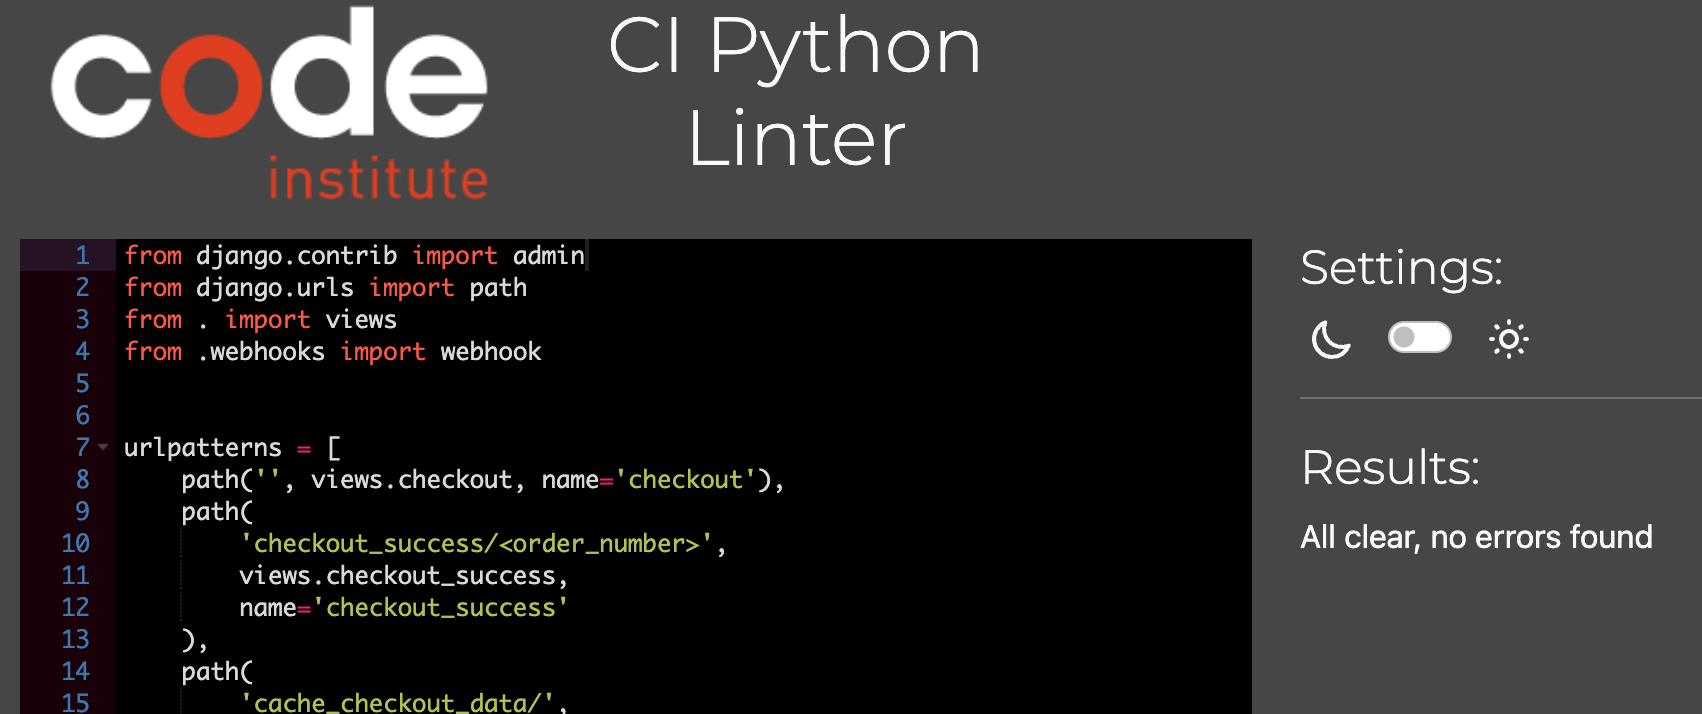 code
institute
CI Python
Linter
1 from django.contrib import admin
2 from django.urls import path
3 from . import views
4 from .webhooks import webhook
5
6
7 urlpatterns = [
8     path('', views.checkout, name='checkout'),
9     path(
10         'checkout_success/<order_number>',
11         views.checkout_success,
12         name='checkout_success'
13     ),
14     path(
15         'cache_checkout_data/',
Settings:
Results:
All clear, no errors found